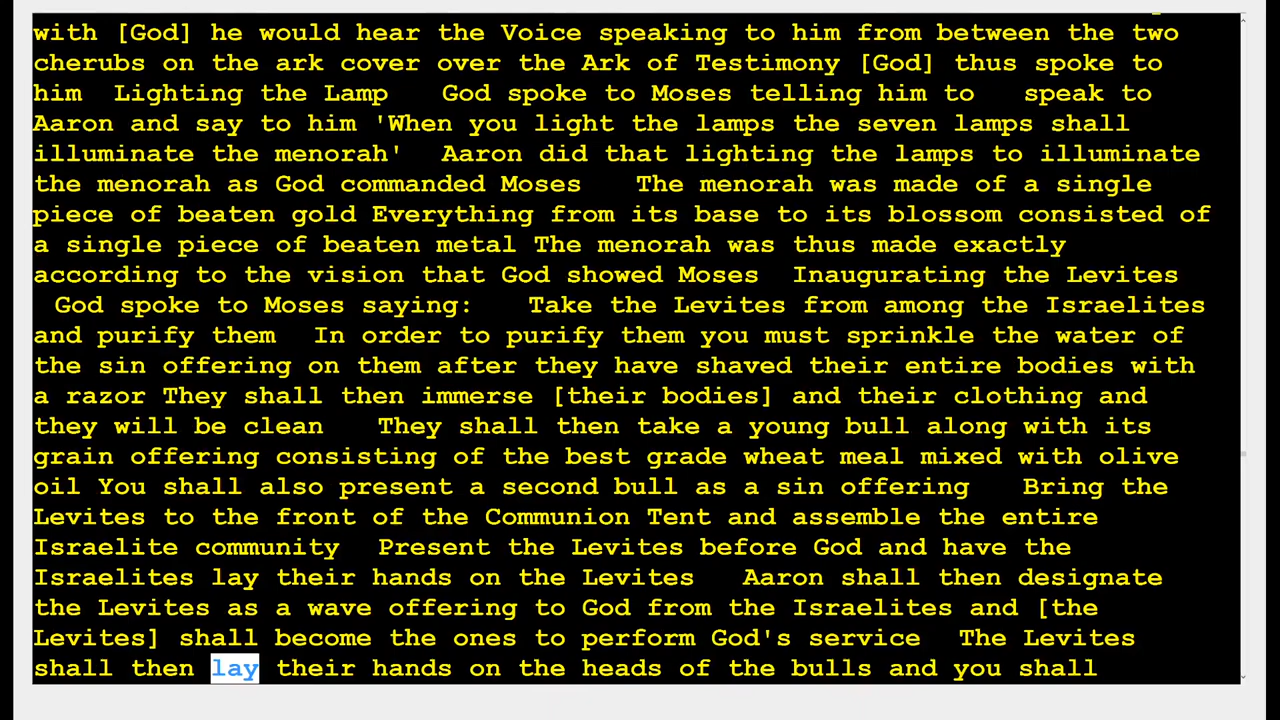 with [God] he would hear the Voice speaking to him from between the two
cherubs on the ark cover over the Ark of Testimony [God] thus spoke to
him Lighting the Lamp God spoke to Moses telling him to speak to
Aaron and say to him 'When you light the lamps the seven lamps shall
illuminate the menorah' Aaron did that lighting the lamps to illuminate
the menorah as God commanded Moses The menorah was made of a single
piece of beaten gold Everything from its base to its blossom consisted of
a single piece of beaten metal The menorah was thus made exactly
according to the vision that God showed Moses Inaugurating the Levites
God spoke to Moses saying: Take the Levites from among the Israelites
and purify them In order to purify them you must sprinkle the water of
the sin offering on them after they have shaved their entire bodies with
a razor They shall then immerse [their bodies] and their clothing and
they will be clean They shall then take a young bull along with its
grain offering consisting of the best grade wheat meal mixed with olive
oil You shall also present a second bull as a sin offering Bring the
Levites to the front of the Communion Tent and assemble the entire
Israelite community Present the Levites before God and have the
Israelites lay their hands on the Levites Aaron shall then designate
the Levites as a wave offering to God from the Israelites and [the
Levites] shall become the ones to perform God's service The Levites
shall then lay their hands on the heads of the bulls and you shall